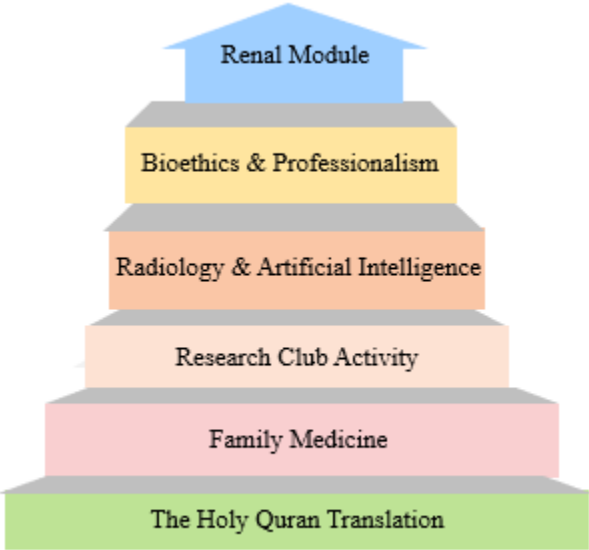 Renal Module
Bioethics & Professionalism
Radiology & Artificial Intelligence
Research Club Activity
Family Medicine
The Holy Quran Translation